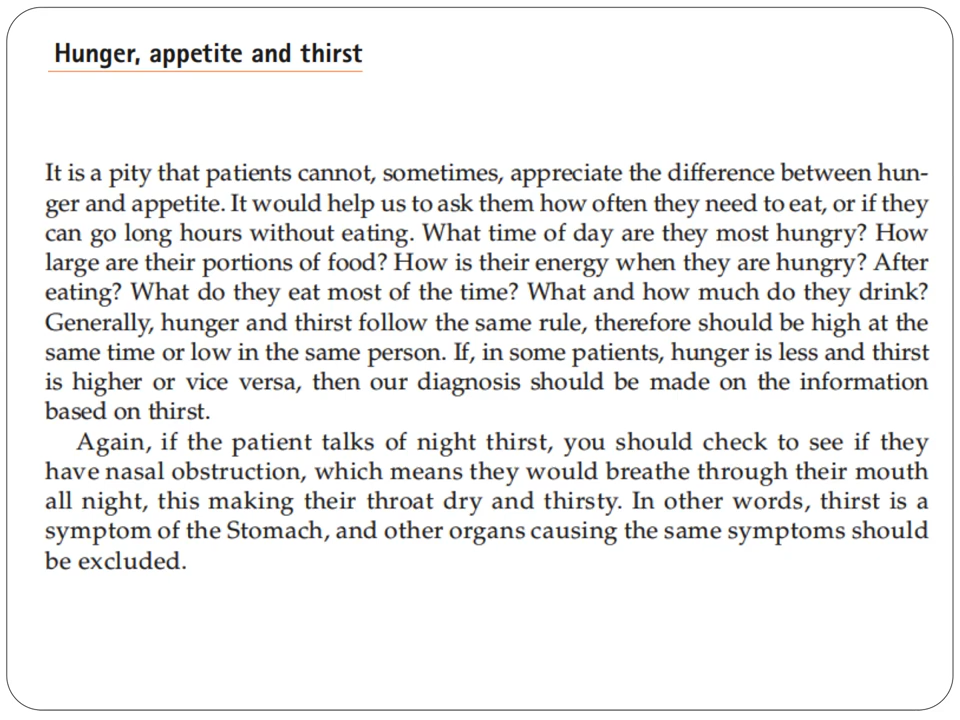 Hunger, appetite and thirst
It is a pity that patients cannot, sometimes, appreciate the difference between hun-
ger and appetite. It would help us to ask them how often they need to eat, or if they
can go long hours without eating. What time of day are they most hungry? How
large are their portions of food? How is their energy when they are hungry? After
eating? What do they eat most of the time? What and how much do they drink?
Generally, hunger and thirst follow the same rule, therefore should be high at the
same time or low in the same person. If, in some patients, hunger is less and thirst
is higher or vice versa, then our diagnosis should be made on the information
based on thirst.
Again, if the patient talks of night thirst, you should check to see if they
have nasal obstruction, which means they would breathe through their mouth
all night, this making their throat dry and thirsty. In other words, thirst is a
symptom of the Stomach, and other organs causing the same symptoms should
be excluded.